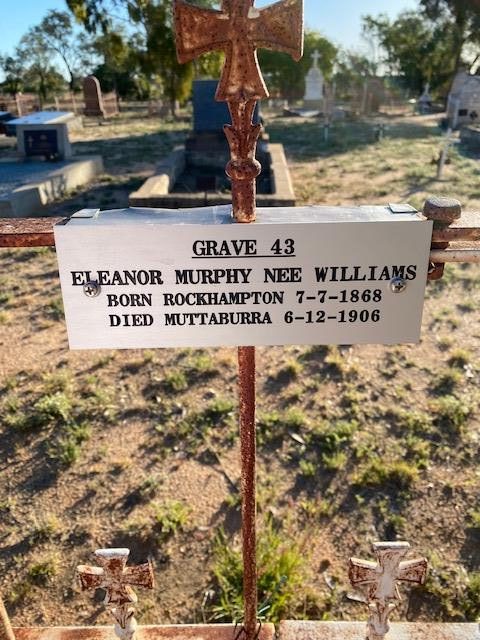 GRAVE 43
ELEANOR MURPHY NEE WILLIAMS
BORN ROCKHAMPTON 7-7-1868
DIED MUTTABURRA 6-12-1906